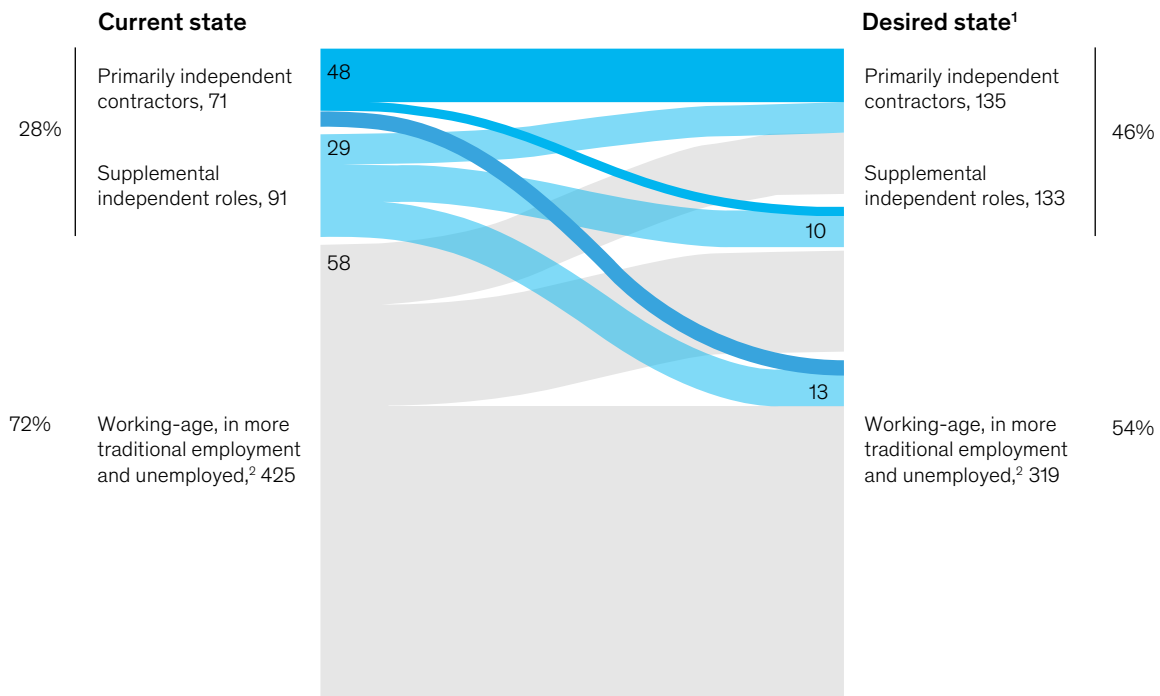 Current state
Desired state¹
28%
Primarily independent
contractors, 71
48
Primarily independent
contractors, 135
46%
Supplemental
independent roles, 91
29
Supplemental
independent roles, 133
10
58
13
72%
Working-age, in more
traditional employment
and unemployed,² 425
Working-age, in more
traditional employment
and unemployed,² 319
54%